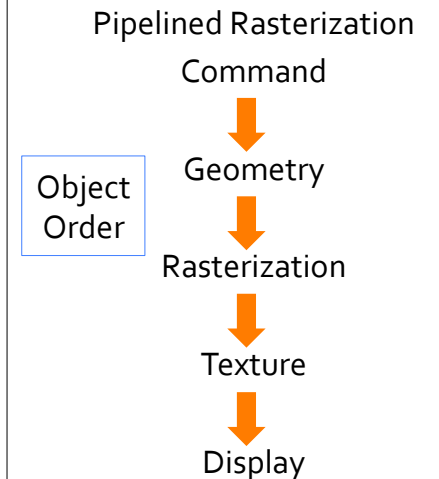 Pipelined Rasterization
Command
Geometry
Object
Order
Rasterization
Texture
Display